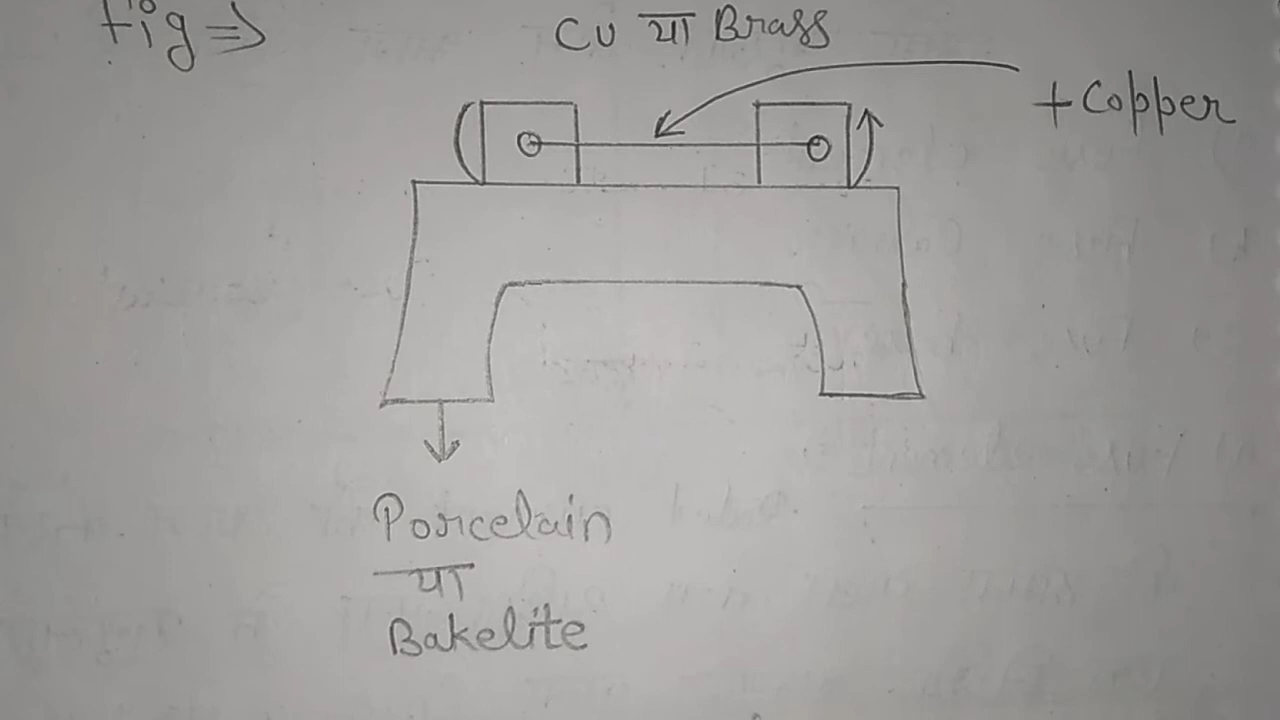 Fig ⇒
Cu या Brass
+Copper
Porcelain
या
Bakelite